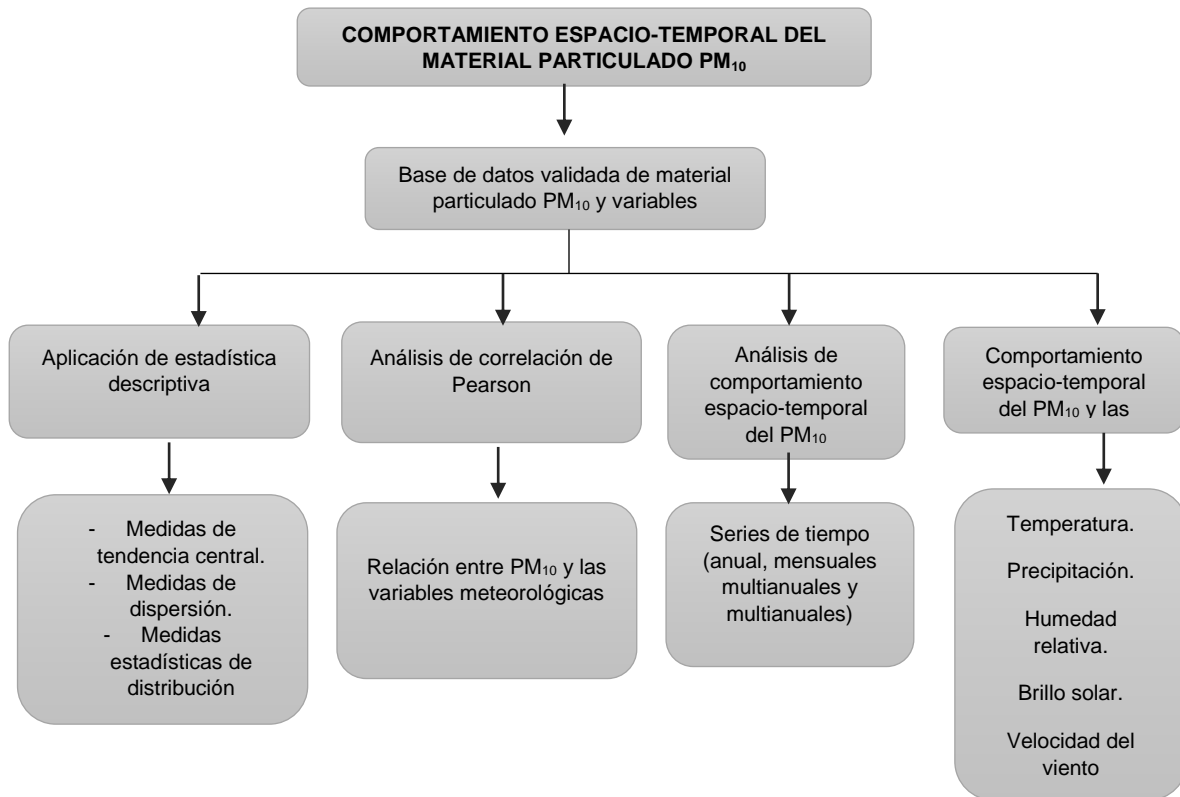 COMPORTAMIENTO ESPACIO-TEMPORAL DEL
MATERIAL PARTICULADO PM₁₀
Base de datos validada de material
particulado PM₁₀ y variables
Aplicación de estadística
descriptiva
Análisis de correlación de
Pearson
Análisis de
comportamiento
espacio-temporal
del PM₁₀
Comportamiento
espacio-temporal
del PM₁₀ y las
- Medidas de
tendencia central.
- Medidas de
dispersión.
- Medidas
estadísticas de
distribución
Relación entre PM₁₀ y las
variables meteorológicas
Series de tiempo
(anual, mensuales
multianuales y
multianuales)
Temperatura.
Precipitación.
Humedad
relativa.
Brillo solar.
Velocidad del
viento